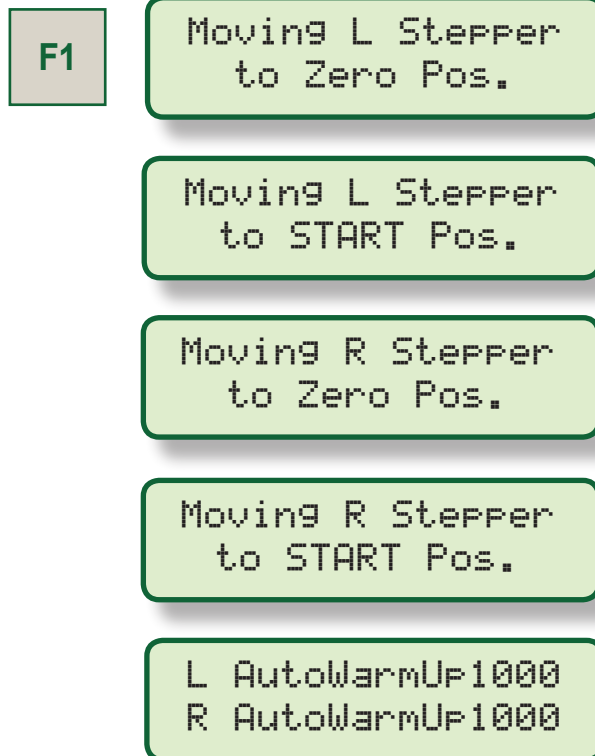 F1
Moving L Stepper
to Zero Pos.
Moving L Stepper
to START Pos.
Moving R Stepper
to Zero Pos.
Moving R Stepper
to START Pos.
L AutoWarmUp1000
R AutoWarmUp1000